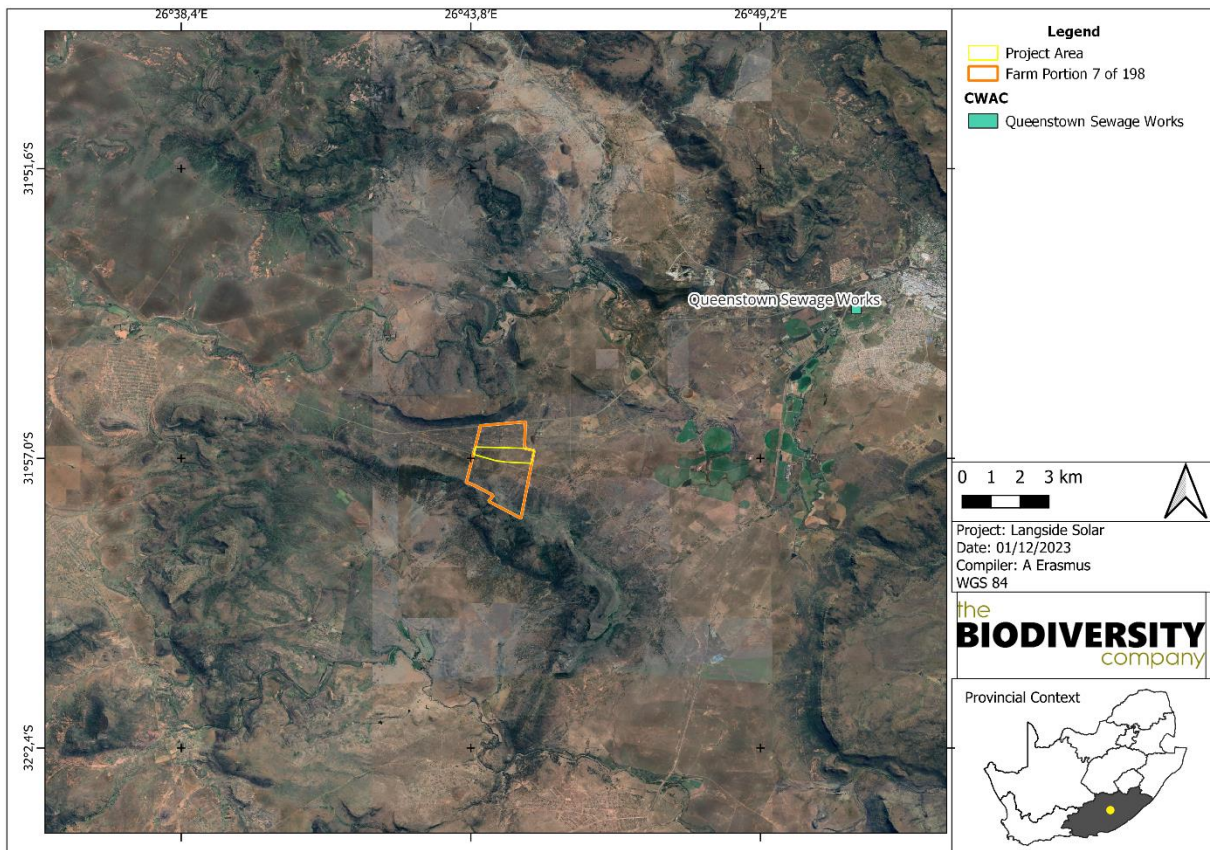 26°38,4′E
26°43,8′E
26°49,2′E
31°51,6′S
31°57,0′S
32°2,4′S
Queenstown Sewage Works
Legend
Project Area
Farm Portion 7 of 198
CWAC
Queenstown Sewage Works
0 1 2 3 km
Project: Langside Solar
Date: 01/12/2023
Compiler: A Erasmus
WGS 84
the
BIODIVERSITY
company
Provincial Context